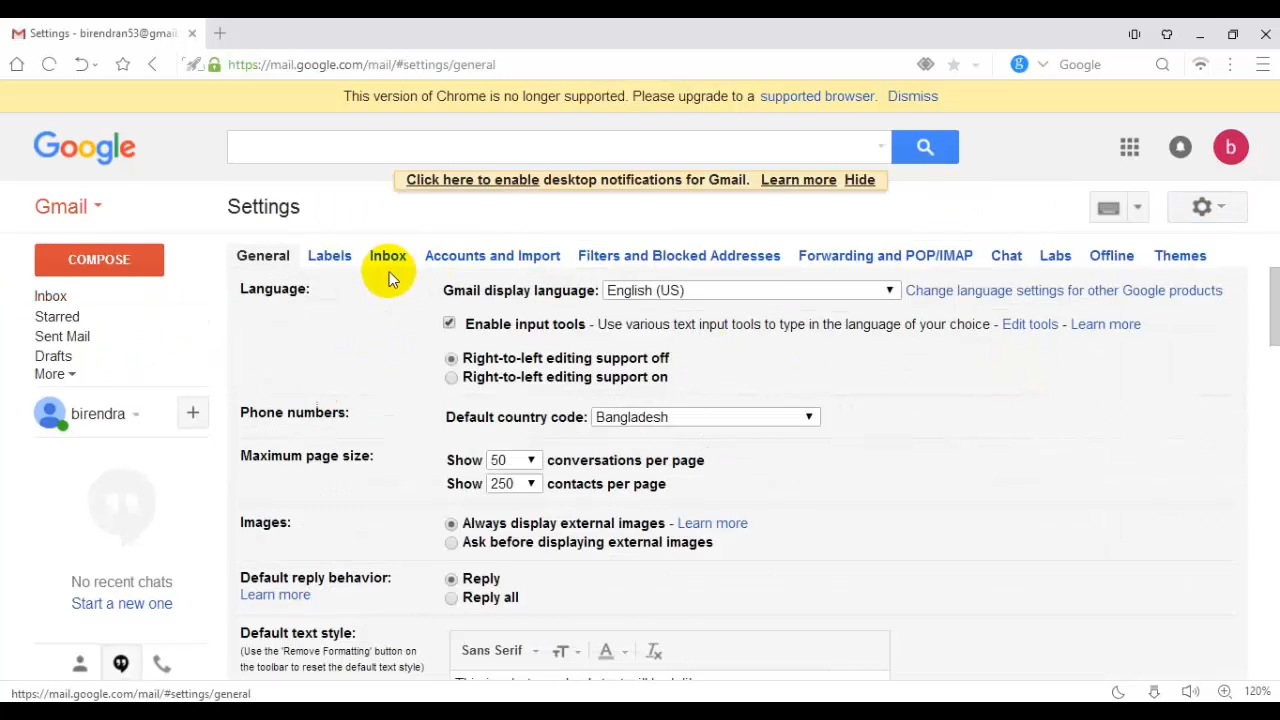 Settings - birendran53@gmail
https://mail.google.com/mail/#settings/general
g
Google
This version of Chrome is no longer supported. Please upgrade to a supported browser. Dismiss
Google
b
Click here to enable desktop notifications for Gmail. Learn more Hide
Gmail
Settings
COMPOSE
General Labels Inbox Accounts and Import Filters and Blocked Addresses Forwarding and POP/IMAP Chat Labs Offline Themes
Inbox
Starred
Sent Mail
Drafts
More
birendra
No recent chats
Start a new one
Language:
Gmail display language: English (US) Change language settings for other Google products
Enable input tools - Use various text input tools to type in the language of your choice - Edit tools - Learn more
Right-to-left editing support off
Right-to-left editing support on
Phone numbers:
Default country code: Bangladesh
Maximum page size:
Show 50 conversations per page
Show 250 contacts per page
Images:
Always display external images - Learn more
Ask before displaying external images
Default reply behavior:
Learn more
Reply
Reply all
Default text style:
(Use the 'Remove Formatting' button on
the toolbar to reset the default text style)
Sans Serif
https://mail.google.com/mail/#settings/general
120%